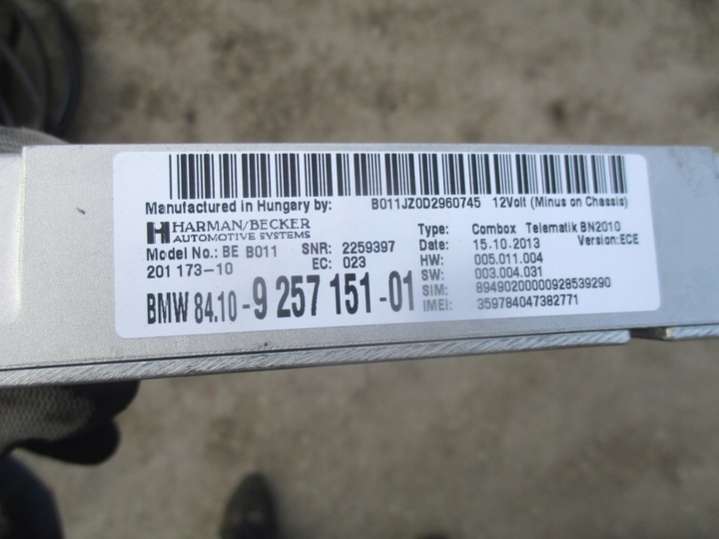 Manufactured in Hungary by: B011JZ0D2960745 12Volt (Minus on Chassis)
HARMAN/BECKER
AUTOMOTIVE SYSTEMS
Model No.: BE B011 SNR: 2259397
201 173-10 EC: 023
BMW 84.10-9 257 151-01
Type: Combox Telematik BN2010
Date: 15.10.2013 Version:ECE
HW: 005.011.004
SW: 003.004.031
SIM: 89490200000928539290
IMEI: 359784047382771